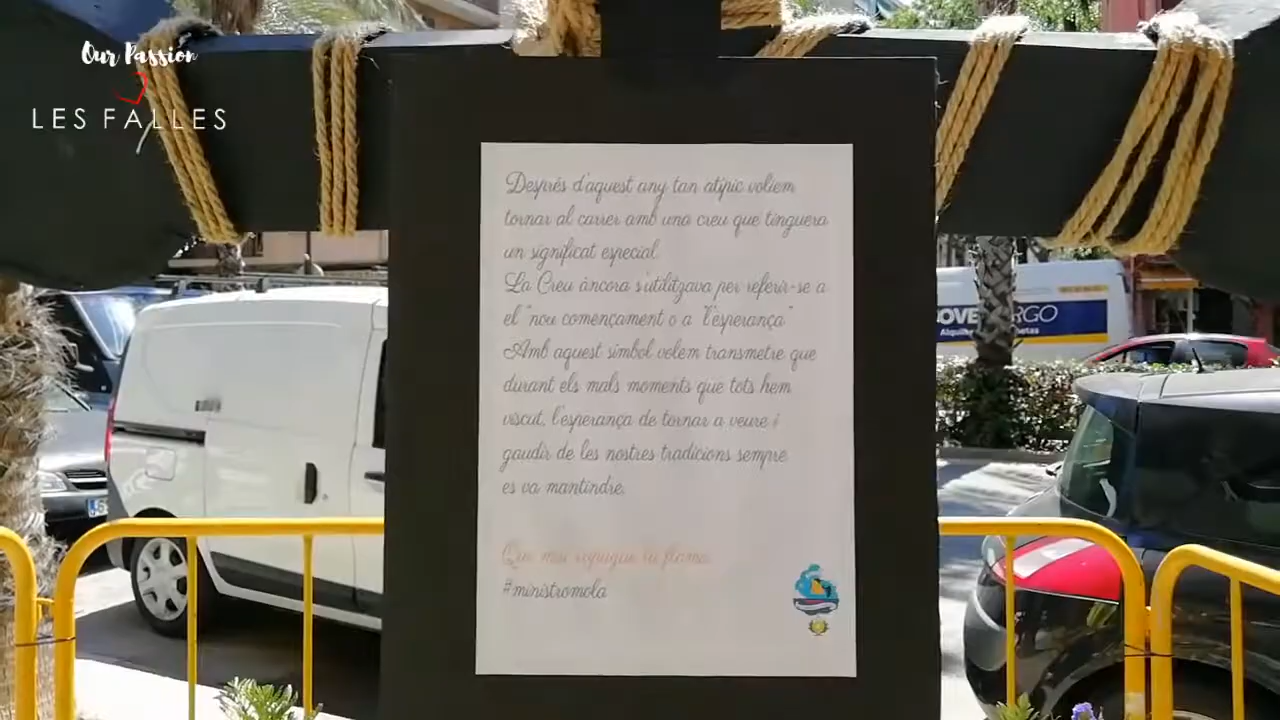 Our Passion
LES FALLES
Després d'aquest any tan atípic voliem
tornar al carrer amb una creu que tinguera
un significat especial.
La Creu àncora s'utilitzava per referir-se a
el "nou començament o a "l'esperança"
Amb aquest símbol volem transmetre que
durant els mals moments que tots hem
viscut, l'esperança de tornar a veure i
gaudir de les nostres tradicions sempre
es va mantindre.
Que mai s'apague la flama
#ministromola
OVE RGO